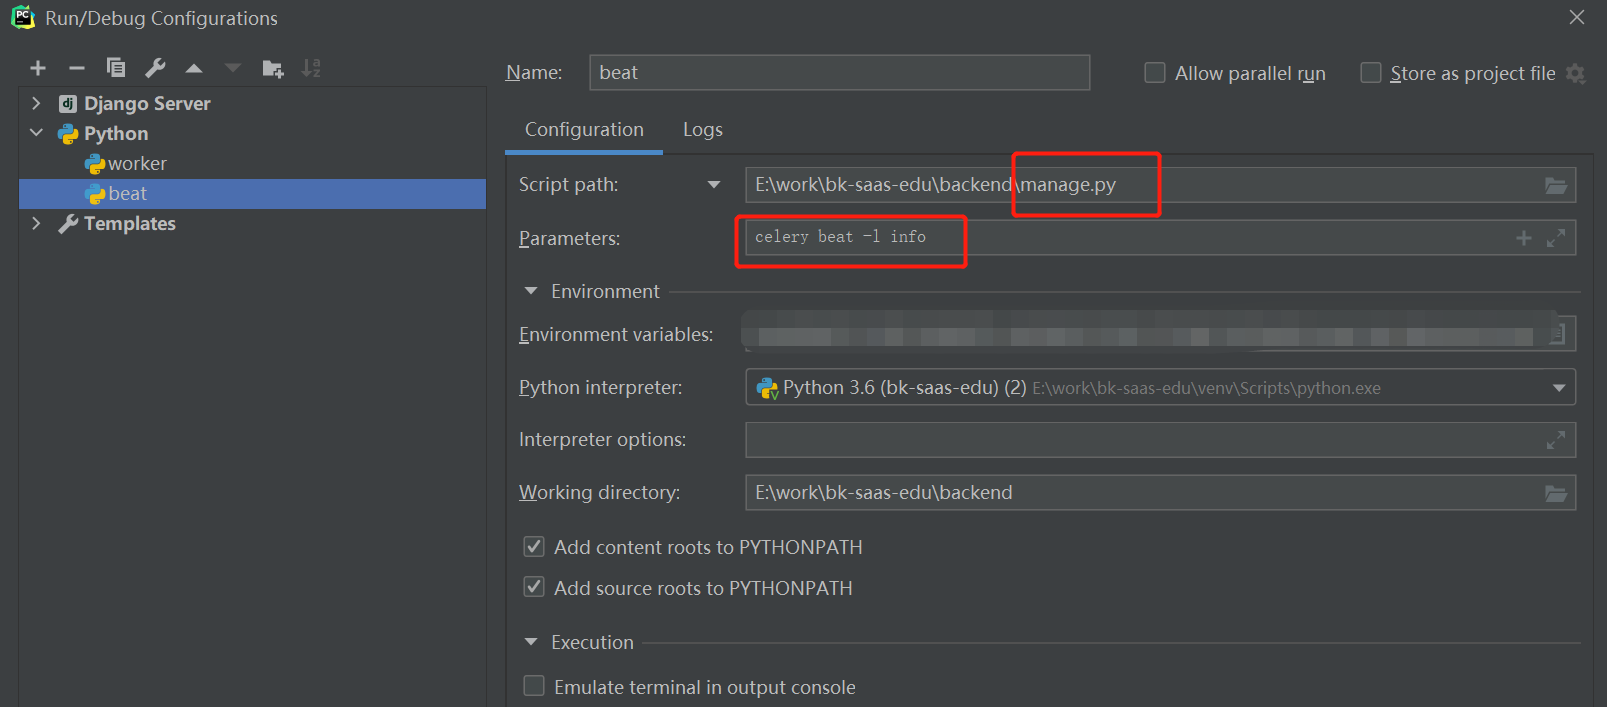 PC Run/Debug Configurations
Name: beat Allow parallel run Store as project file
dj Django Server
Python
worker
beat
Templates
Configuration Logs
Script path: E:\work\bk-saas-edu\backend\manage.py
Parameters: celery beat -l info
Environment
Environment variables:
Python interpreter: Python 3.6 (bk-saas-edu) (2) E:\work\bk-saas-edu\venv\Scripts\python.exe
Interpreter options:
Working directory: E:\work\bk-saas-edu\backend
Add content roots to PYTHONPATH
Add source roots to PYTHONPATH
Execution
Emulate terminal in output console